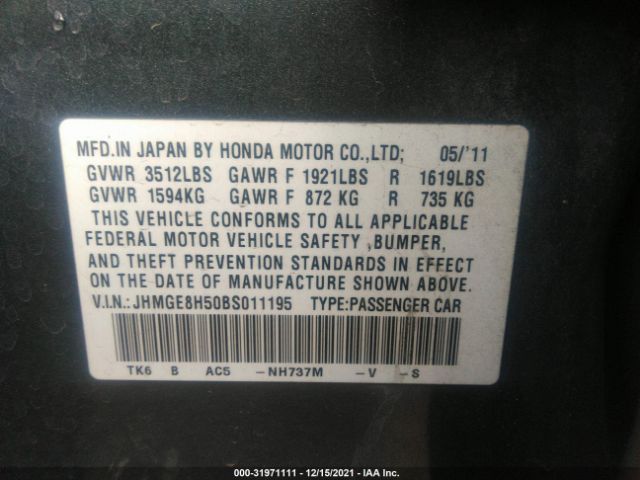 MFD.IN JAPAN BY HONDA MOTOR CO.,LTD; 05/'11
GVWR 3512LBS GAWR F 1921LBS R 1619LBS
GVWR 1594KG GAWR F 872 KG R 735 KG
THIS VEHICLE CONFORMS TO ALL APPLICABLE
FEDERAL MOTOR VEHICLE SAFETY ,BUMPER,
AND THEFT PREVENTION STANDARDS IN EFFECT
ON THE DATE OF MANUFACTURE SHOWN ABOVE.
V.I.N.: JHMGE8H50BS011195 TYPE:PASSENGER CAR
TK6 B AC5 -NH737M -V -S
000-31971111 - 12/15/2021 - IAA Inc.